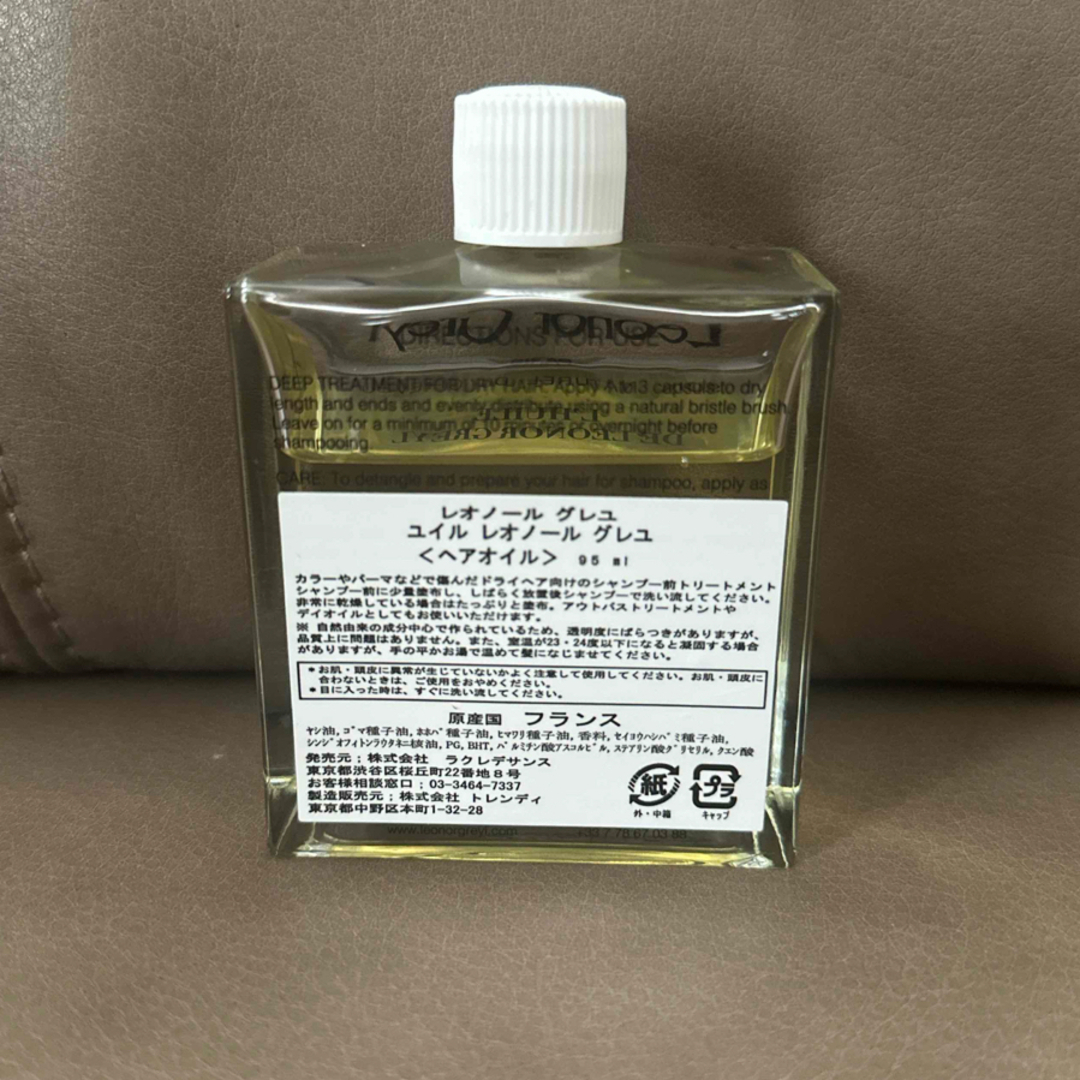 Leonor Greyl
DIRECTIONS FOR USE
DEEP TREATMENT FOR DRY HAIR: Apply 1 to 3 capsule to dry
length and ends and evenly distribute using a natural bristle brush.
Leave on for a minimum of 10 minutes or overnight before
shampooing.
L'HUILE
DE LEONOR GREYL
CARE: To detangle and prepare your hair for shampoo, apply as
レオノール グレユ
ユイル レオノール グレユ
＜ヘアオイル＞ 95 ml
カラーやパーマなどで傷んだドライヘア向けのシャンプー前トリートメント
シャンプー前に少量塗布し、しばらく放置後シャンプーで洗い流してください。
非常に乾燥している場合はたっぷりと塗布。アウトバストリートメントや
デイオイルとしてもお使いいただけます。
※ 自然由来の成分中心で作られているため、透明度にばらつきがありますが、
品質上に問題はありません。また、室温が23・24度以下になると凝固する場合
がありますが、手の平かお湯で温めて髪になじませてください。
*お肌・頭皮に異常が生じていないかよく注意して使用してください。お肌・頭皮に
合わないときは、ご使用をおやめください。
*目に入った時は、すぐに洗い流してください。
原産国 フランス
ヤシ油, ゴマ種子油, ホホバ種子油, ヒマワリ種子油, 香料, セイヨウハシバミ種子油,
シンジオフィトンラウタネニ核油, PG, BHT, パルミチン酸アスコルビル, ステアリン酸グリセリル, クエン酸
発売元；株式会社 ラクレデサンス
東京都渋谷区桜丘町22番地8号
お客様相談窓口；03-3464-7337
製造販売元；株式会社 トレンディ
東京都中野区本町1-32-28
紙
外・中箱
プラ
キャップ
www.leonorgreyl.com +33 7 78 67 03 88